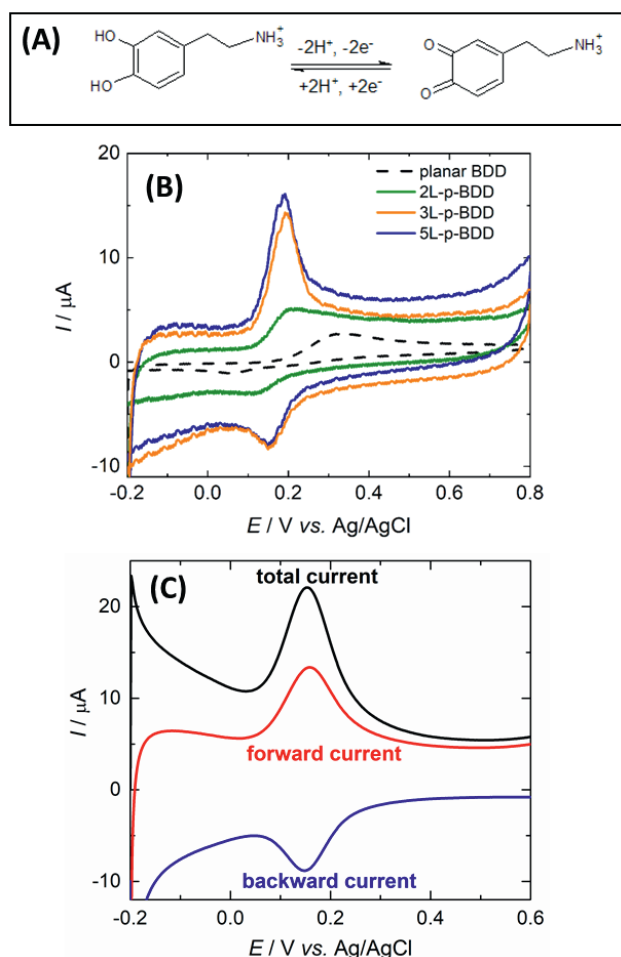 (A)
HO
HO
NH₃⁺
-2H⁺, -2e⁻
+2H⁺, +2e⁻
O
O
NH₃⁺
(B)
planar BDD
2L-p-BDD
3L-p-BDD
5L-p-BDD
20
10
0
-10
I / µA
-0.2 0.0 0.2 0.4 0.6 0.8
E / V vs. Ag/AgCl
(C)
total current
forward current
backward current
20
10
0
-10
I / µA
-0.2 0.0 0.2 0.4 0.6
E / V vs. Ag/AgCl